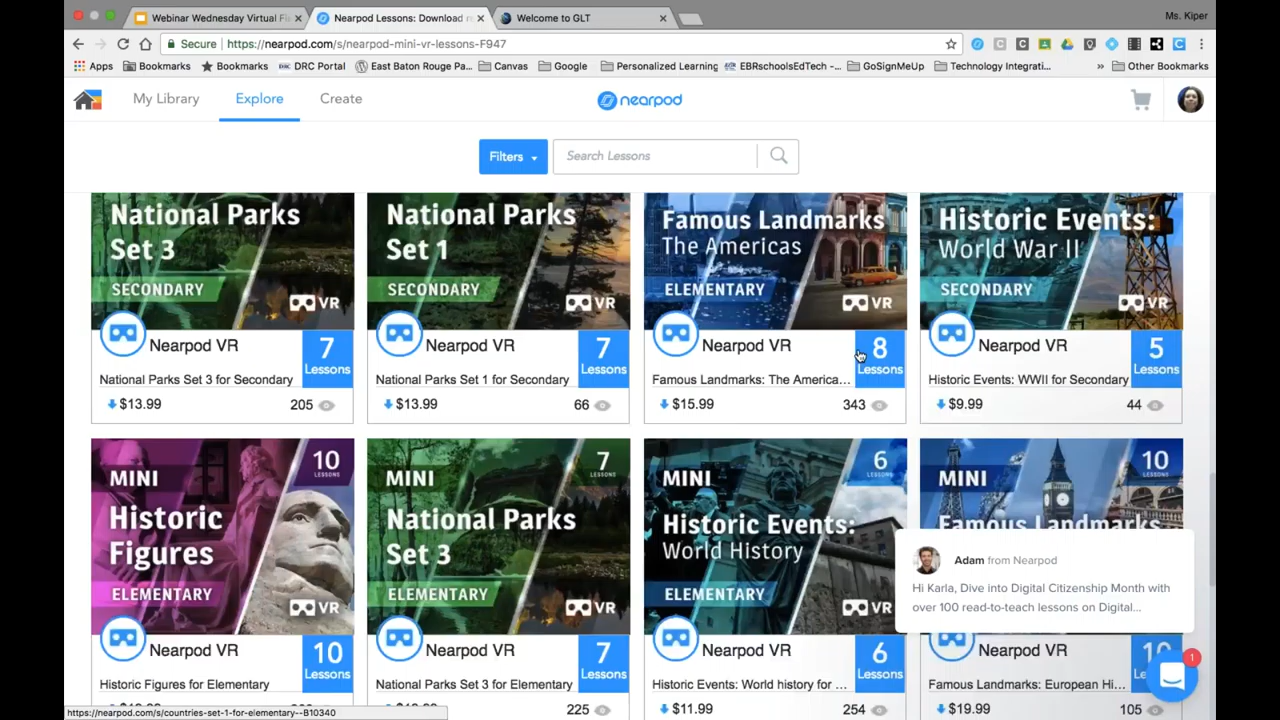 Webinar Wednesday Virtual Fi
Nearpod Lessons: Download r
Welcome to GLT
Ms. Kiper
Secure
https://nearpod.com/s/nearpod-mini-vr-lessons-F947
Apps
Bookmarks
Bookmarks
DRC Portal
East Baton Rouge Pa...
Canvas
Google
Personalized Learning
EBRschoolsEdTech -...
GoSignMeUp
Technology Integrati...
»
Other Bookmarks
My Library
Explore
Create
nearpod
Filters
Search Lessons
National Parks
Set 3
SECONDARY
VR
Nearpod VR
7
Lessons
National Parks Set 3 for Secondary
$13.99
205
National Parks
Set 1
SECONDARY
VR
Nearpod VR
7
Lessons
National Parks Set 1 for Secondary
$13.99
66
Famous Landmarks
The Americas
ELEMENTARY
VR
Nearpod VR
8
Lessons
Famous Landmarks: The America...
$15.99
343
Historic Events:
World War II
SECONDARY
VR
Nearpod VR
5
Lessons
Historic Events: WWII for Secondary
$9.99
44
MINI
10
LESSONS
Historic
Figures
ELEMENTARY
VR
Nearpod VR
10
Lessons
Historic Figures for Elementary
MINI
7
LESSONS
National Parks
Set 3
ELEMENTARY
VR
Nearpod VR
7
Lessons
National Parks Set 3 for Elementary
225
MINI
6
LESSONS
Historic Events:
World History
ELEMENTARY
VR
Nearpod VR
6
Lessons
Historic Events: World history for ...
$11.99
254
MINI
10
LESSONS
Famous Landmarks
Adam from Nearpod
Hi Karla, Dive into Digital Citizenship Month with
over 100 read-to-teach lessons on Digital...
Nearpod VR
10
Famous Landmarks: European Hi...
$19.99
105
1
https://nearpod.com/s/countries-set-1-for-elementary--B10340